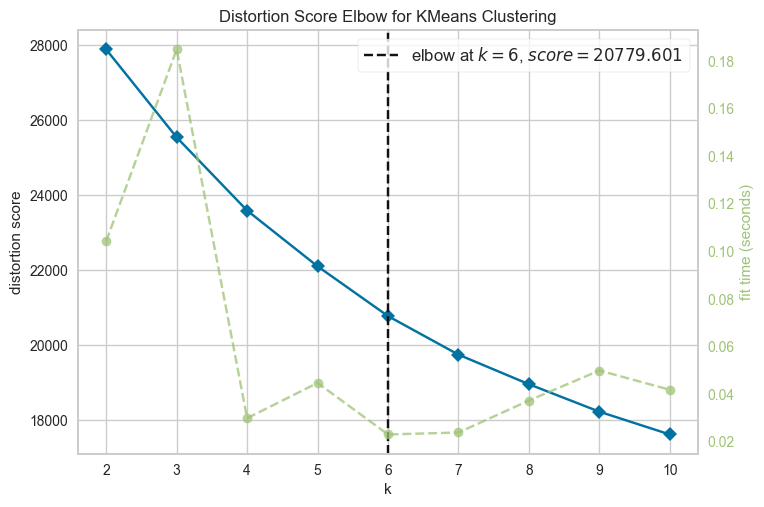 Distortion Score Elbow for KMeans Clustering
elbow at k = 6, score = 20779.601
distortion score
28000
26000
24000
22000
20000
18000
0.18
0.16
0.14
0.12
0.10
0.08
0.06
0.04
0.02
fit time (seconds)
2 3 4 5 6 7 8 9 10
k